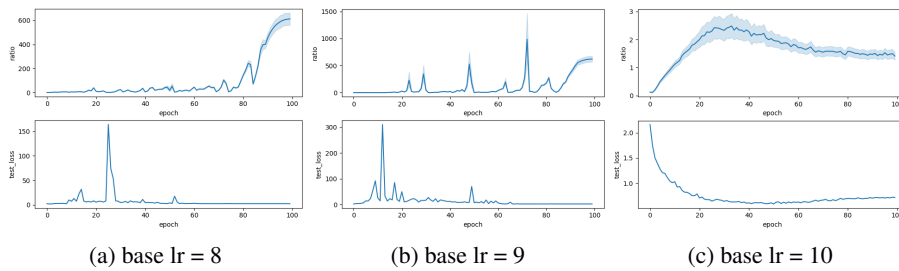 600
400
200
0
ratio
0 20 40 60 80 100
epoch
150
100
50
0
test_loss
0 20 40 60 80 100
epoch
(a) base lr = 8
1500
1000
500
0
ratio
0 20 40 60 80 100
epoch
300
200
100
0
test_loss
0 20 40 60 80 100
epoch
(b) base lr = 9
3
2
1
0
ratio
0 20 40 60 80 100
epoch
2.0
1.5
1.0
test_loss
0 20 40 60 80 100
epoch
(c) base lr = 10